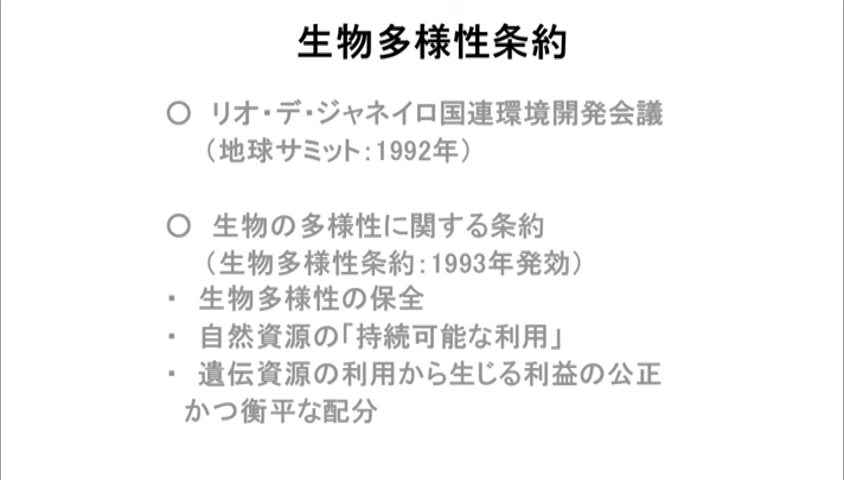 生物多様性条約
○ リオ・デ・ジャネイロ国連環境開発会議
（地球サミット：1992年）
○ 生物の多様性に関する条約
（生物多様性条約：1993年発効）
・ 生物多様性の保全
・ 自然資源の「持続可能な利用」
・ 遺伝資源の利用から生じる利益の公正
かつ衡平な配分